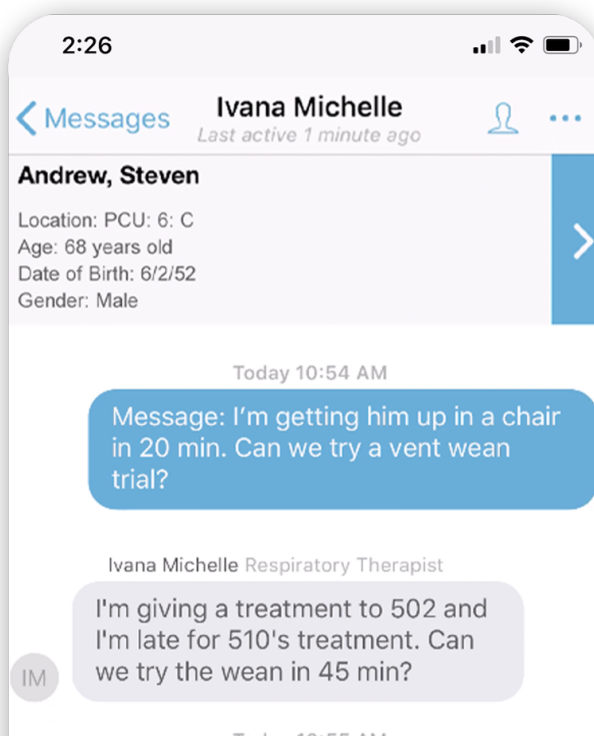 2:26
Messages
Ivana Michelle
Last active 1 minute ago
Andrew, Steven
Location: PCU: 6: C
Age: 68 years old
Date of Birth: 6/2/52
Gender: Male
Today 10:54 AM
Message: I'm getting him up in a chair
in 20 min. Can we try a vent wean
trial?
Ivana Michelle Respiratory Therapist
I'm giving a treatment to 502 and
I'm late for 510's treatment. Can
we try the wean in 45 min?
IM